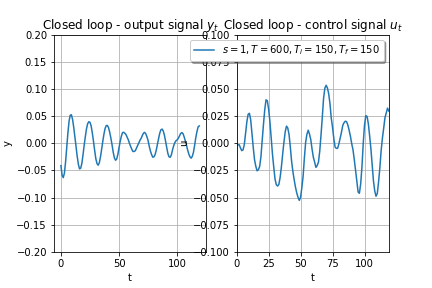 Closed loop - output signal y_t
Closed loop - control signal u_t
s = 1, T = 600, T_i = 150, T_f = 150
y
0.20
0.15
0.10
0.05
0.00
−0.05
−0.10
−0.15
−0.20
0 50 100
t
u
0.100
0.075
0.050
0.025
0.000
−0.025
−0.050
−0.075
−0.100
0 25 50 75 100
t